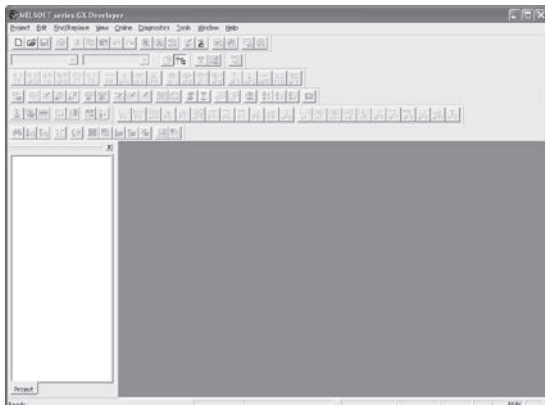 MELSOFT series GX Developer
Project Edit Find/Replace View Online Diagnostics Tools Window Help
Project
Ready